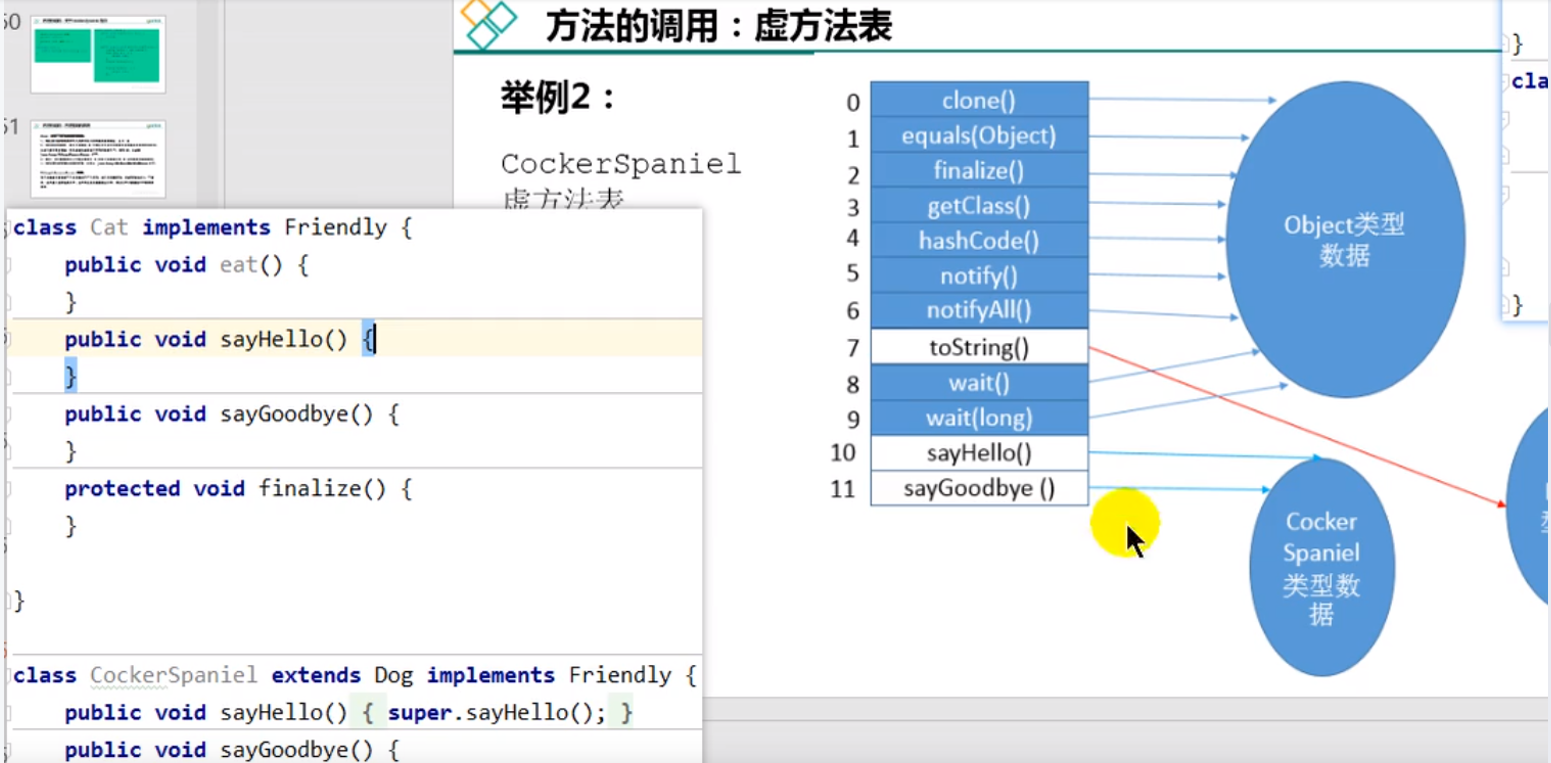 50
51
方法的调用：虚方法表
举例2：
CockerSpaniel
虚方法表
0 clone()
1 equals(Object)
2 finalize()
3 getClass()
4 hashCode()
5 notify()
6 notifyAll()
7 toString()
8 wait()
9 wait(long)
10 sayHello()
11 sayGoodbye ()
Object类型
数据
Cocker
Spaniel
类型数
据
}
cla
}
class Cat implements Friendly {
public void eat() {
}
public void sayHello() {
}
public void sayGoodbye() {
}
protected void finalize() {
}
}
class CockerSpaniel extends Dog implements Friendly {
public void sayHello() { super.sayHello(); }
public void sayGoodbye() {